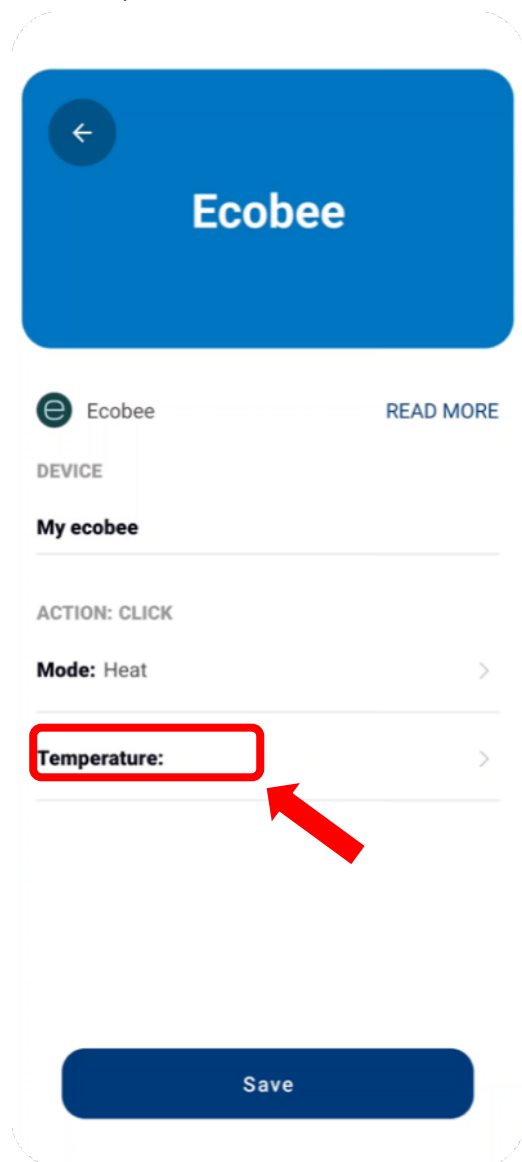 Ecobee
Ecobee READ MORE
DEVICE
My ecobee
ACTION: CLICK
Mode: Heat
Temperature:
Save